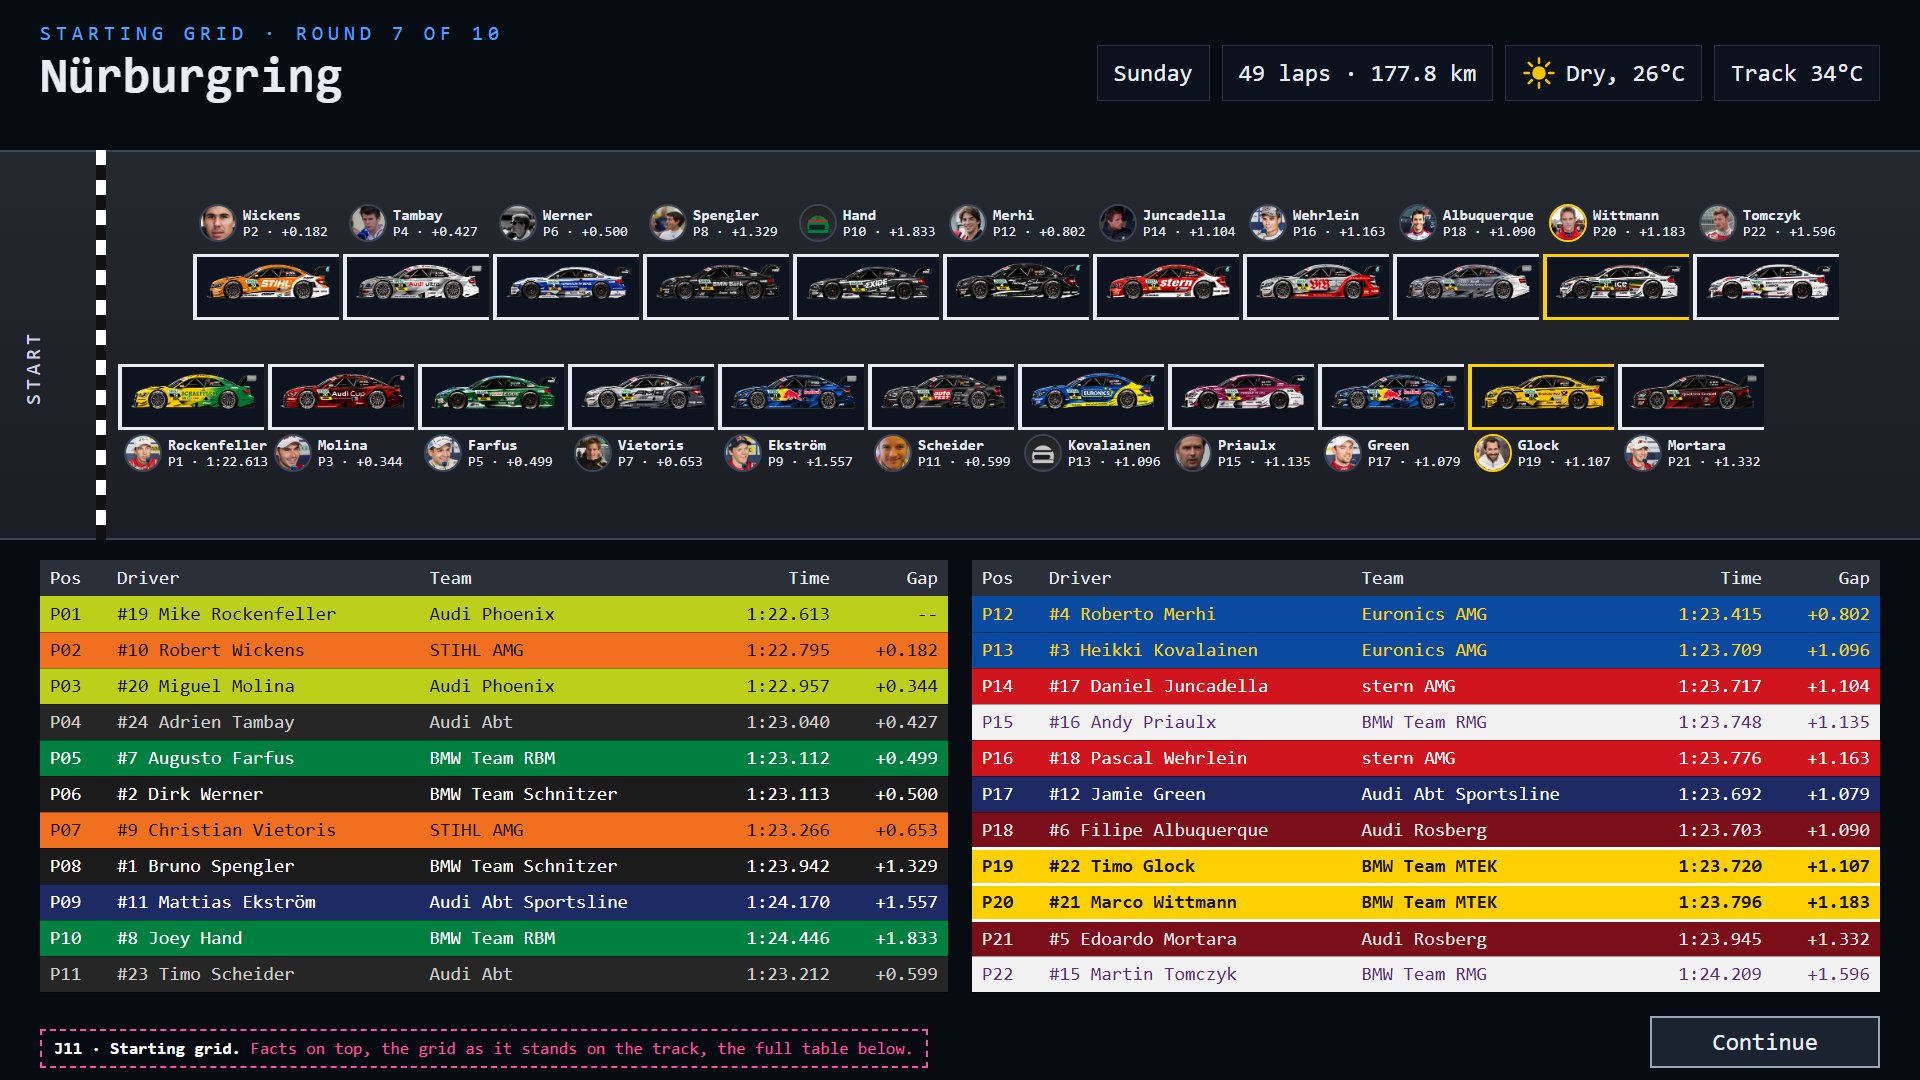 STARTING GRID · ROUND 7 OF 10
Nürburgring
Sunday
49 laps · 177.8 km
Dry, 26°C
Track 34°C
START
Wickens
P2 · +0.182
Tambay
P4 · +0.427
Werner
P6 · +0.500
Spengler
P8 · +1.329
Hand
P10 · +1.833
Merhi
P12 · +0.802
Juncadella
P14 · +1.104
Wehrlein
P16 · +1.163
Albuquerque
P18 · +1.090
Wittmann
P20 · +1.183
Tomczyk
P22 · +1.596
Rockenfeller
P1 · 1:22.613
Molina
P3 · +0.344
Farfus
P5 · +0.499
Vietoris
P7 · +0.653
Ekström
P9 · +1.557
Scheider
P11 · +0.599
Kovalainen
P13 · +1.096
Priaulx
P15 · +1.135
Green
P17 · +1.079
Glock
P19 · +1.107
Mortara
P21 · +1.332
Pos Driver Team Time Gap
P01 #19 Mike Rockenfeller Audi Phoenix 1:22.613 --
P02 #10 Robert Wickens STIHL AMG 1:22.795 +0.182
P03 #20 Miguel Molina Audi Phoenix 1:22.957 +0.344
P04 #24 Adrien Tambay Audi Abt 1:23.040 +0.427
P05 #7 Augusto Farfus BMW Team RBM 1:23.112 +0.499
P06 #2 Dirk Werner BMW Team Schnitzer 1:23.113 +0.500
P07 #9 Christian Vietoris STIHL AMG 1:23.266 +0.653
P08 #1 Bruno Spengler BMW Team Schnitzer 1:23.942 +1.329
P09 #11 Mattias Ekström Audi Abt Sportsline 1:24.170 +1.557
P10 #8 Joey Hand BMW Team RBM 1:24.446 +1.833
P11 #23 Timo Scheider Audi Abt 1:23.212 +0.599
Pos Driver Team Time Gap
P12 #4 Roberto Merhi Euronics AMG 1:23.415 +0.802
P13 #3 Heikki Kovalainen Euronics AMG 1:23.709 +1.096
P14 #17 Daniel Juncadella stern AMG 1:23.717 +1.104
P15 #16 Andy Priaulx BMW Team RMG 1:23.748 +1.135
P16 #18 Pascal Wehrlein stern AMG 1:23.776 +1.163
P17 #12 Jamie Green Audi Abt Sportsline 1:23.692 +1.079
P18 #6 Filipe Albuquerque Audi Rosberg 1:23.703 +1.090
P19 #22 Timo Glock BMW Team MTEK 1:23.720 +1.107
P20 #21 Marco Wittmann BMW Team MTEK 1:23.796 +1.183
P21 #5 Edoardo Mortara Audi Rosberg 1:23.945 +1.332
P22 #15 Martin Tomczyk BMW Team RMG 1:24.209 +1.596
J11 · Starting grid. Facts on top, the grid as it stands on the track, the full table below.
Continue